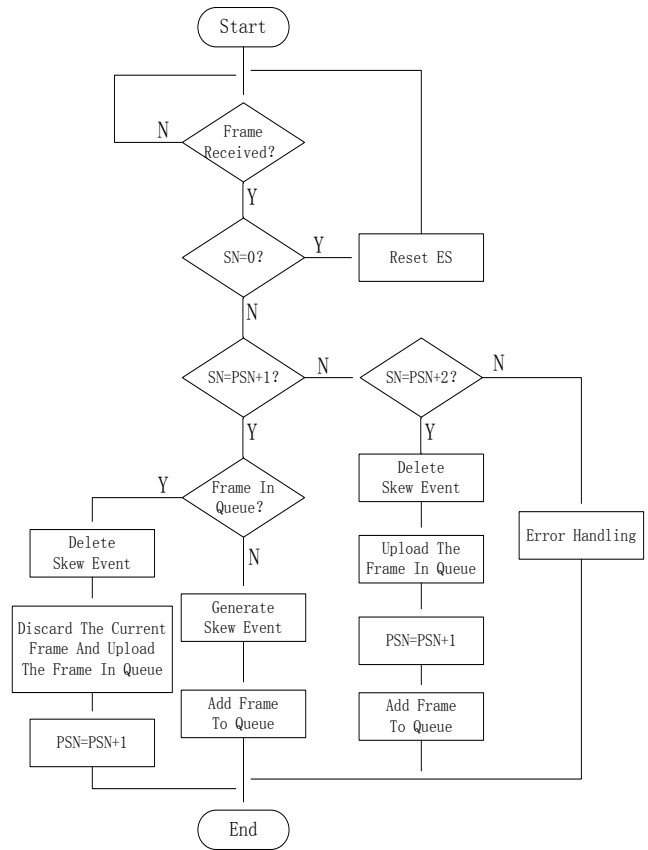 Start
Frame
Received?
N
Y
SN=0?
Y
Reset ES
N
SN=PSN+1?
N
SN=PSN+2?
N
Y
Y
Frame In
Queue?
Y
N
Delete
Skew Event
Discard The Current
Frame And Upload
The Frame In Queue
PSN=PSN+1
Generate
Skew Event
Add Frame
To Queue
Delete
Skew Event
Upload The
Frame In Queue
PSN=PSN+1
Add Frame
To Queue
Error Handling
End